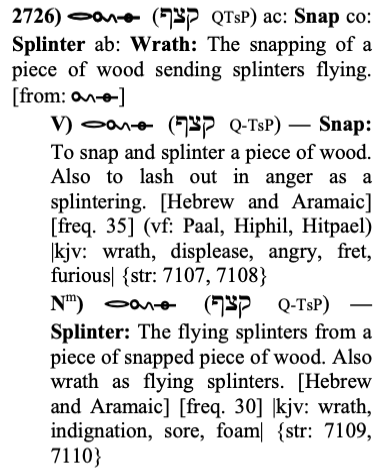 2726) (קצף QTsP) ac: Snap co:
Splinter ab: Wrath: The snapping of a
piece of wood sending splinters flying.
[from: ]
V) (קצף Q-TsP) — Snap:
To snap and splinter a piece of wood.
Also to lash out in anger as a
splintering. [Hebrew and Aramaic]
[freq. 35] (vf: Paal, Hiphil, Hitpael)
|kjv: wrath, displease, angry, fret,
furious| {str: 7107, 7108}
Nᵐ) (קצף Q-TsP) —
Splinter: The flying splinters from a
piece of snapped piece of wood. Also
wrath as flying splinters. [Hebrew
and Aramaic] [freq. 30] |kjv: wrath,
indignation, sore, foam| {str: 7109,
7110}